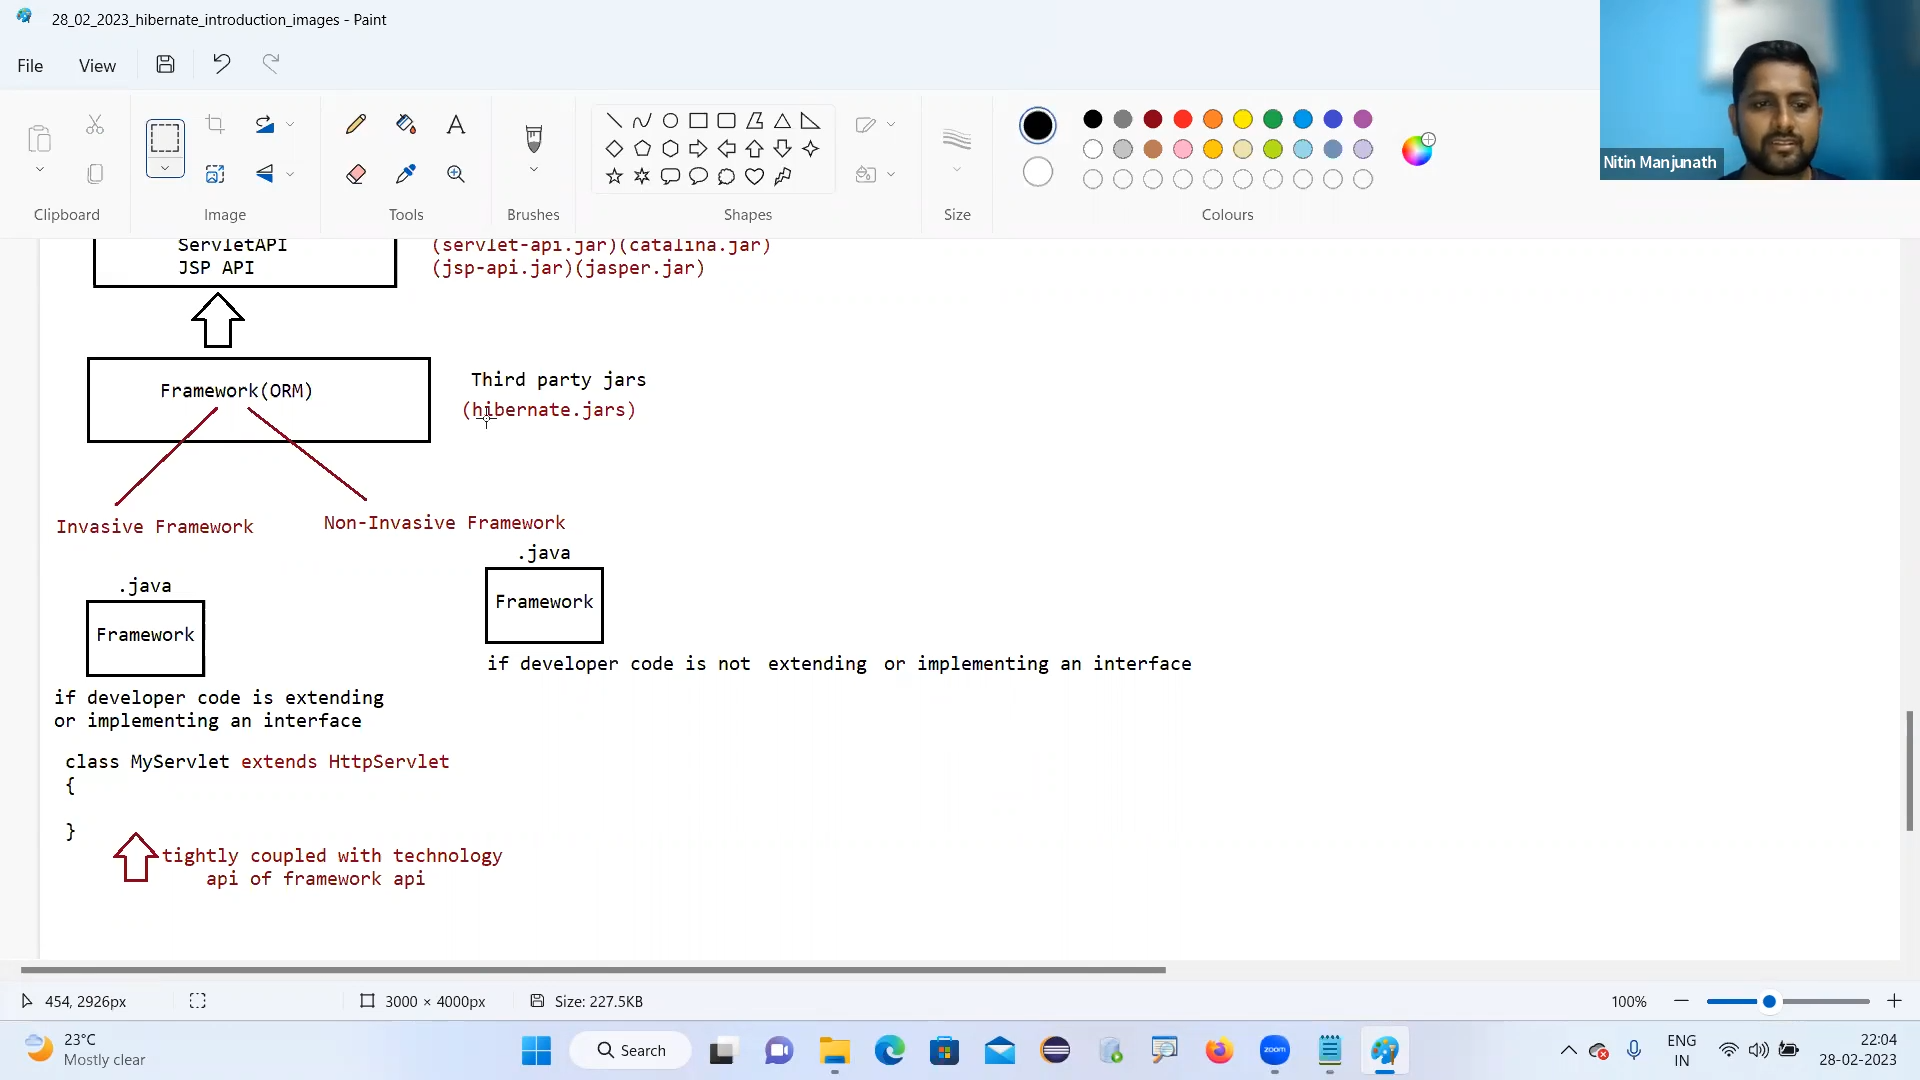 28_02_2023_hibernate_introduction_images - Paint
File View
Clipboard Image Tools Brushes Shapes Size Colours
Nitin Manjunath
ServletAPI (servlet-api.jar)(catalina.jar)
JSP API (jsp-api.jar)(jasper.jar)
Framework(ORM)
Third party jars
(hibernate.jars)
Invasive Framework
Non-Invasive Framework
.java
Framework
if developer code is not extending or implementing an interface
.java
Framework
if developer code is extending
or implementing an interface
class MyServlet extends HttpServlet
{
}
tightly coupled with technology
api of framework api
454, 2926px
3000 × 4000px
Size: 227.5KB
100%
23°C
Mostly clear
Search
zoom
ENG
IN
22:04
28-02-2023